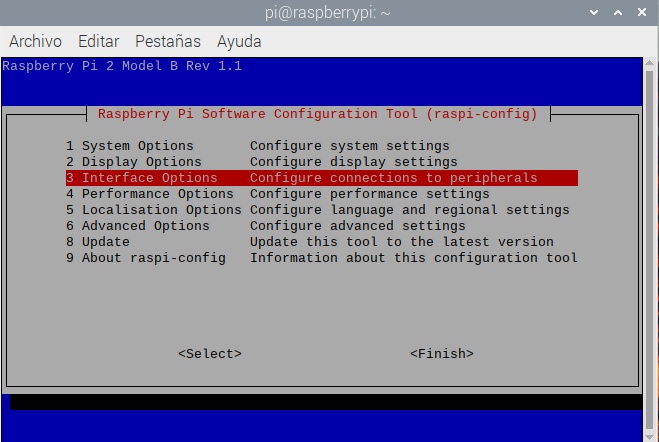 pi@raspberrypi: ~
Archivo Editar Pestañas Ayuda
Raspberry Pi 2 Model B Rev 1.1
Raspberry Pi Software Configuration Tool (raspi-config)
1 System Options Configure system settings
2 Display Options Configure display settings
3 Interface Options Configure connections to peripherals
4 Performance Options Configure performance settings
5 Localisation Options Configure language and regional settings
6 Advanced Options Configure advanced settings
8 Update Update this tool to the latest version
9 About raspi-config Information about this configuration tool
<Select> <Finish>